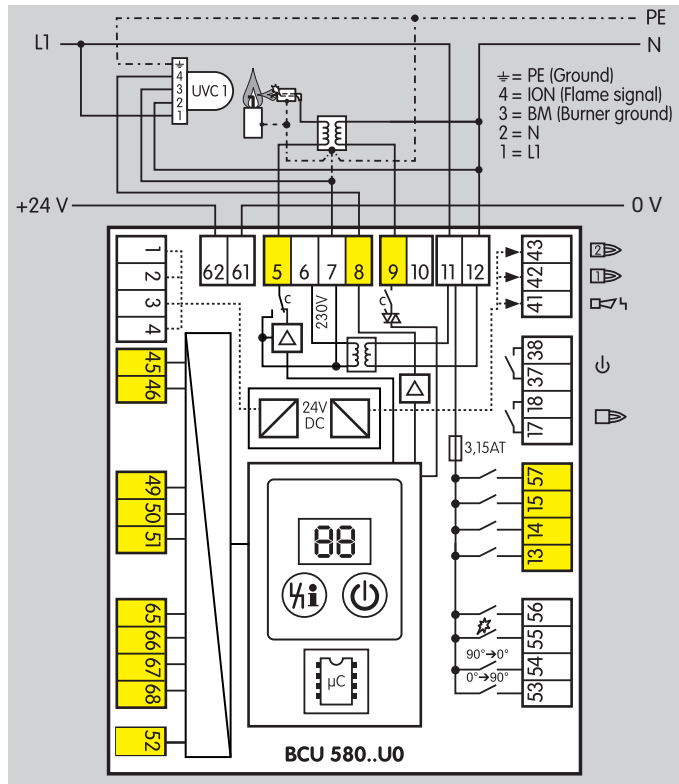 PE
L1
N
4
3
2
1
UVC 1
⏚ = PE (Ground)
4 = ION (Flame signal)
3 = BM (Burner ground)
2 = N
1 = L1
+24 V
0 V
1
2
3
4
62 61
5 6 7 8
9 10
11 12
43
42
41
2
1
C
230V
C
45
46
24V
DC
38
37
18
17
3,15AT
49
50
51
57
15
14
13
88
i
65
66
67
68
56
55
54
53
90°→0°
0°→90°
µC
52
BCU 580..U0